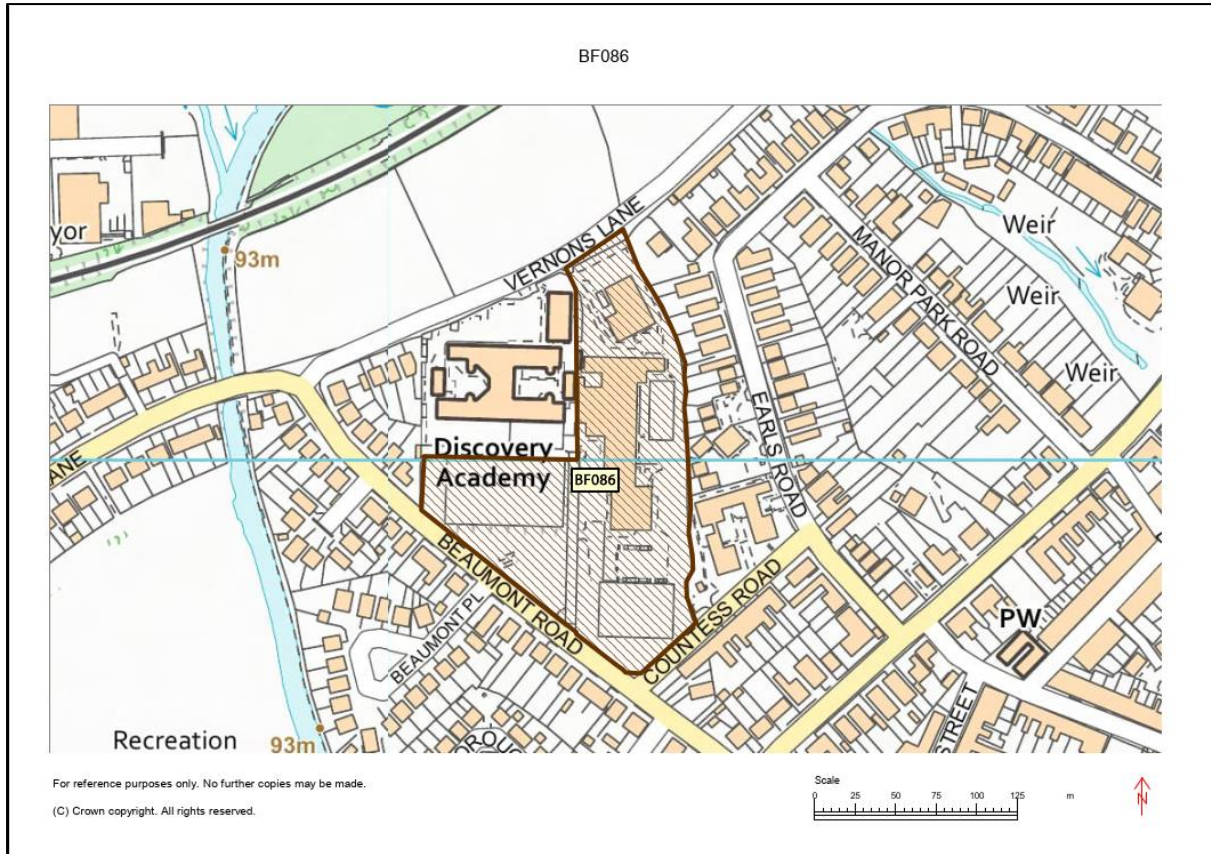 BF086
yor
93m
VERNONS LANE
Weir
MANOR PARK ROAD
Weir
Weir
EARLS ROAD
LANE
Discovery
Academy
BF086
BEAUMONT ROAD
BEAUMONT PL
COUNTESS ROAD
PW
STREET
Recreation
93m
OROUG
For reference purposes only. No further copies may be made.
(C) Crown copyright. All rights reserved.
Scale
0 25 50 75 100 125 m
N